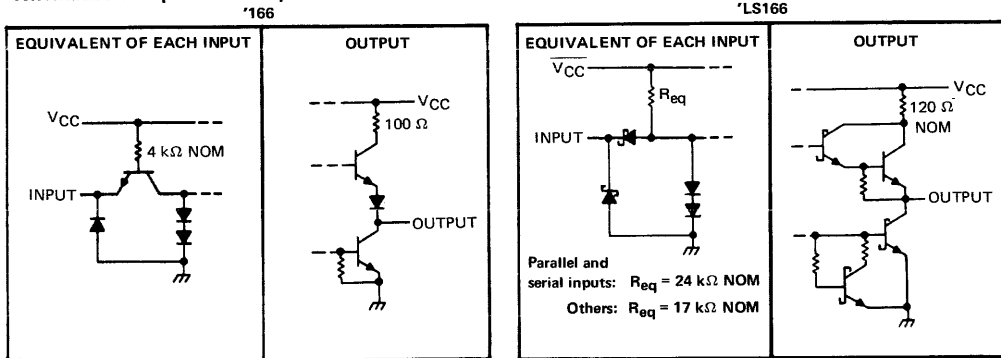 '166
EQUIVALENT OF EACH INPUT
VCC
4 kΩ NOM
INPUT
OUTPUT
VCC
100 Ω
OUTPUT
'LS166
EQUIVALENT OF EACH INPUT
VCC
Req
INPUT
Parallel and
serial inputs: Req = 24 kΩ NOM
Others: Req = 17 kΩ NOM
OUTPUT
VCC
120 Ω
NOM
OUTPUT